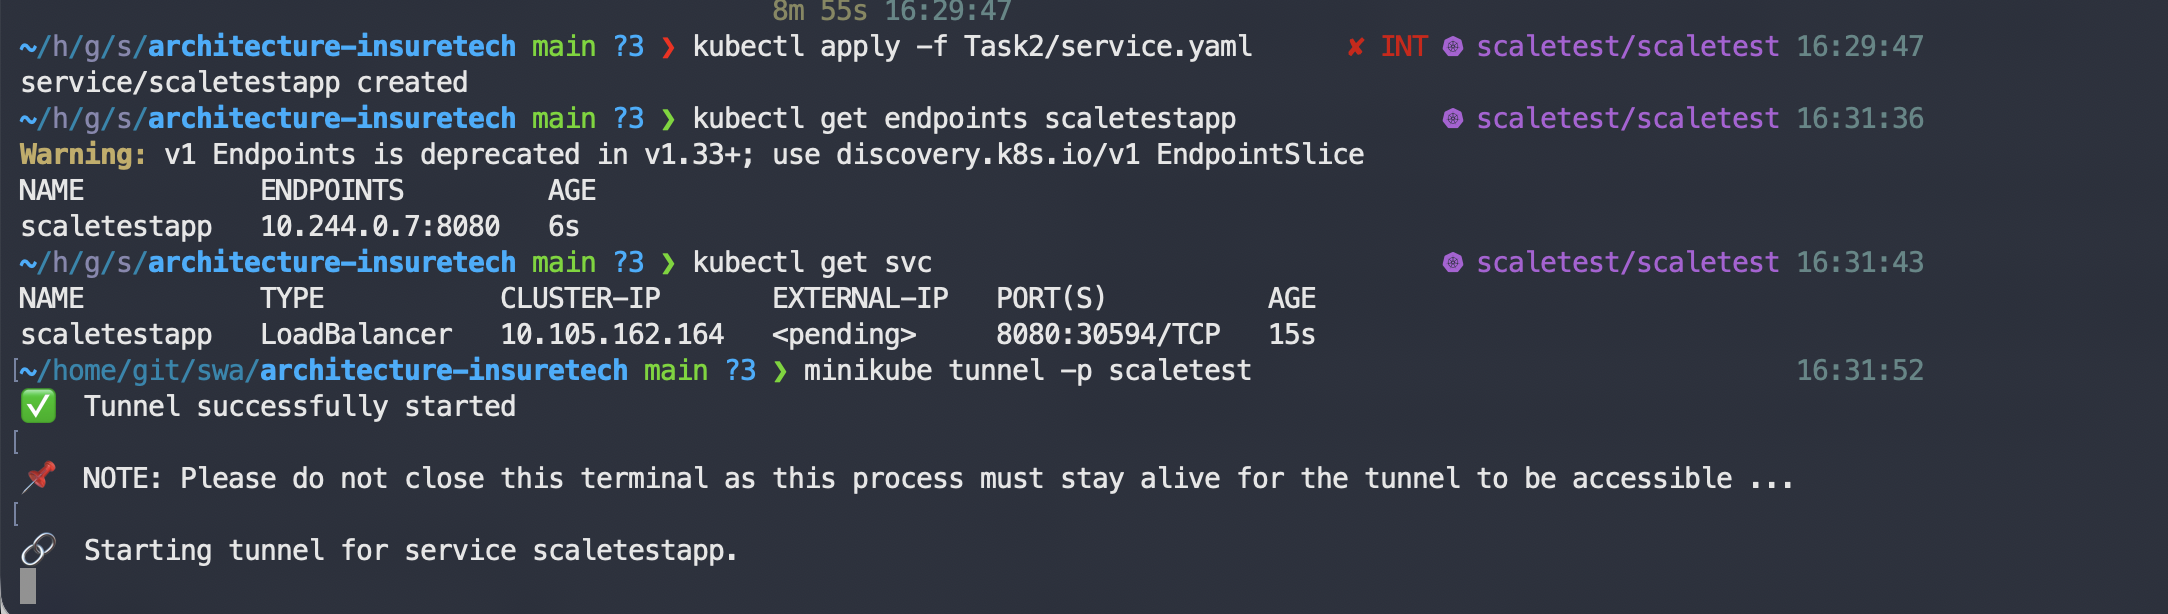 8m 55s 16:29:47
~/h/g/s/architecture-insuretech main ?3 ❯ kubectl apply -f Task2/service.yaml ✘ INT ⎈ scaletest/scaletest 16:29:47
service/scaletestapp created
~/h/g/s/architecture-insuretech main ?3 ❯ kubectl get endpoints scaletestapp ⎈ scaletest/scaletest 16:31:36
Warning: v1 Endpoints is deprecated in v1.33+; use discovery.k8s.io/v1 EndpointSlice
NAME ENDPOINTS AGE
scaletestapp 10.244.0.7:8080 6s
~/h/g/s/architecture-insuretech main ?3 ❯ kubectl get svc ⎈ scaletest/scaletest 16:31:43
NAME TYPE CLUSTER-IP EXTERNAL-IP PORT(S) AGE
scaletestapp LoadBalancer 10.105.162.164 <pending> 8080:30594/TCP 15s
~/home/git/swa/architecture-insuretech main ?3 ❯ minikube tunnel -p scaletest 16:31:52
✅ Tunnel successfully started
📌 NOTE: Please do not close this terminal as this process must stay alive for the tunnel to be accessible ...
🔗 Starting tunnel for service scaletestapp.